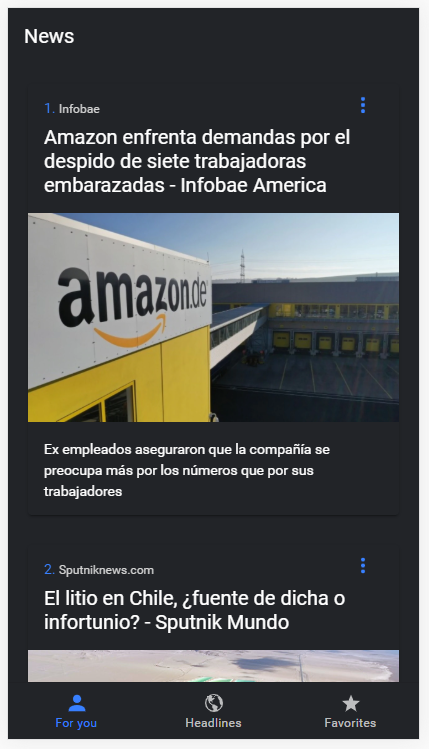 News
1. Infobae
Amazon enfrenta demandas por el
despido de siete trabajadoras
embarazadas - Infobae America
amazon.de
Ex empleados aseguraron que la compañía se
preocupa más por los números que por sus
trabajadores
2. Sputniknews.com
El litio en Chile, ¿fuente de dicha o
infortunio? - Sputnik Mundo
For you
Headlines
Favorites